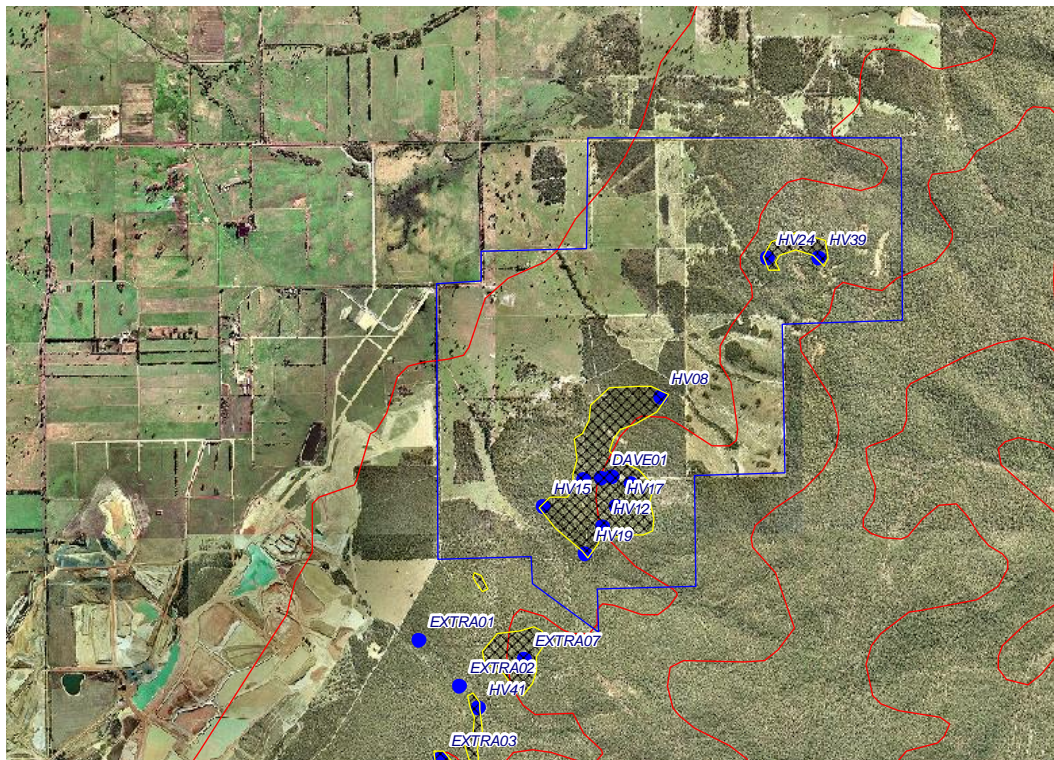 HV24
HV39
HV08
DAVE01
HV15
HV17
HV12
HV19
EXTRA01
EXTRA07
EXTRA02
HV41
EXTRA03